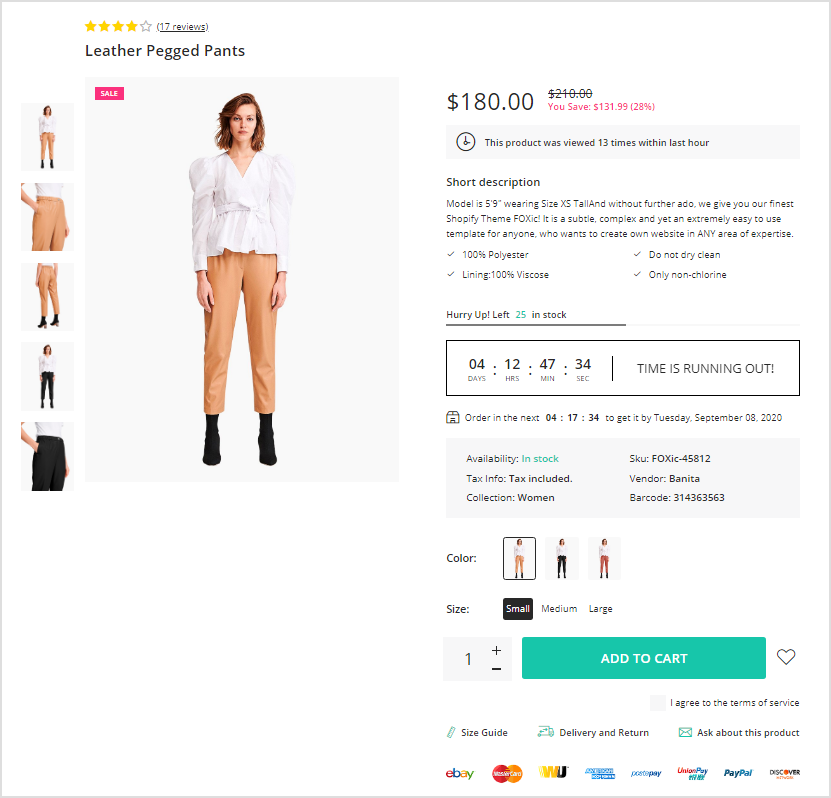 (17 reviews)
Leather Pegged Pants
SALE
$180.00
$210.00
You Save: $131.99 (28%)
This product was viewed 13 times within last hour
Short description
Model is 5'9" wearing Size XS TallAnd without further ado, we give you our finest
Shopify Theme FOXic! It is a subtle, complex and yet an extremely easy to use
template for anyone, who wants to create own website in ANY area of expertise.
100% Polyester
Do not dry clean
Lining:100% Viscose
Only non-chlorine
Hurry Up! Left 25 in stock
04 : 12 : 47 : 34
DAYS HRS MIN SEC
TIME IS RUNNING OUT!
Order in the next 04 : 17 : 34 to get it by Tuesday, September 08, 2020
Availability: In stock
Sku: FOXic-45812
Tax Info: Tax included.
Vendor: Banita
Collection: Women
Barcode: 314363563
Color:
Size: Small Medium Large
1 + −
ADD TO CART
I agree to the terms of service
Size Guide
Delivery and Return
Ask about this product
ebay MasterCard WU AMERICAN EXPRESS postepay UnionPay PayPal DISCOVER NETWORK